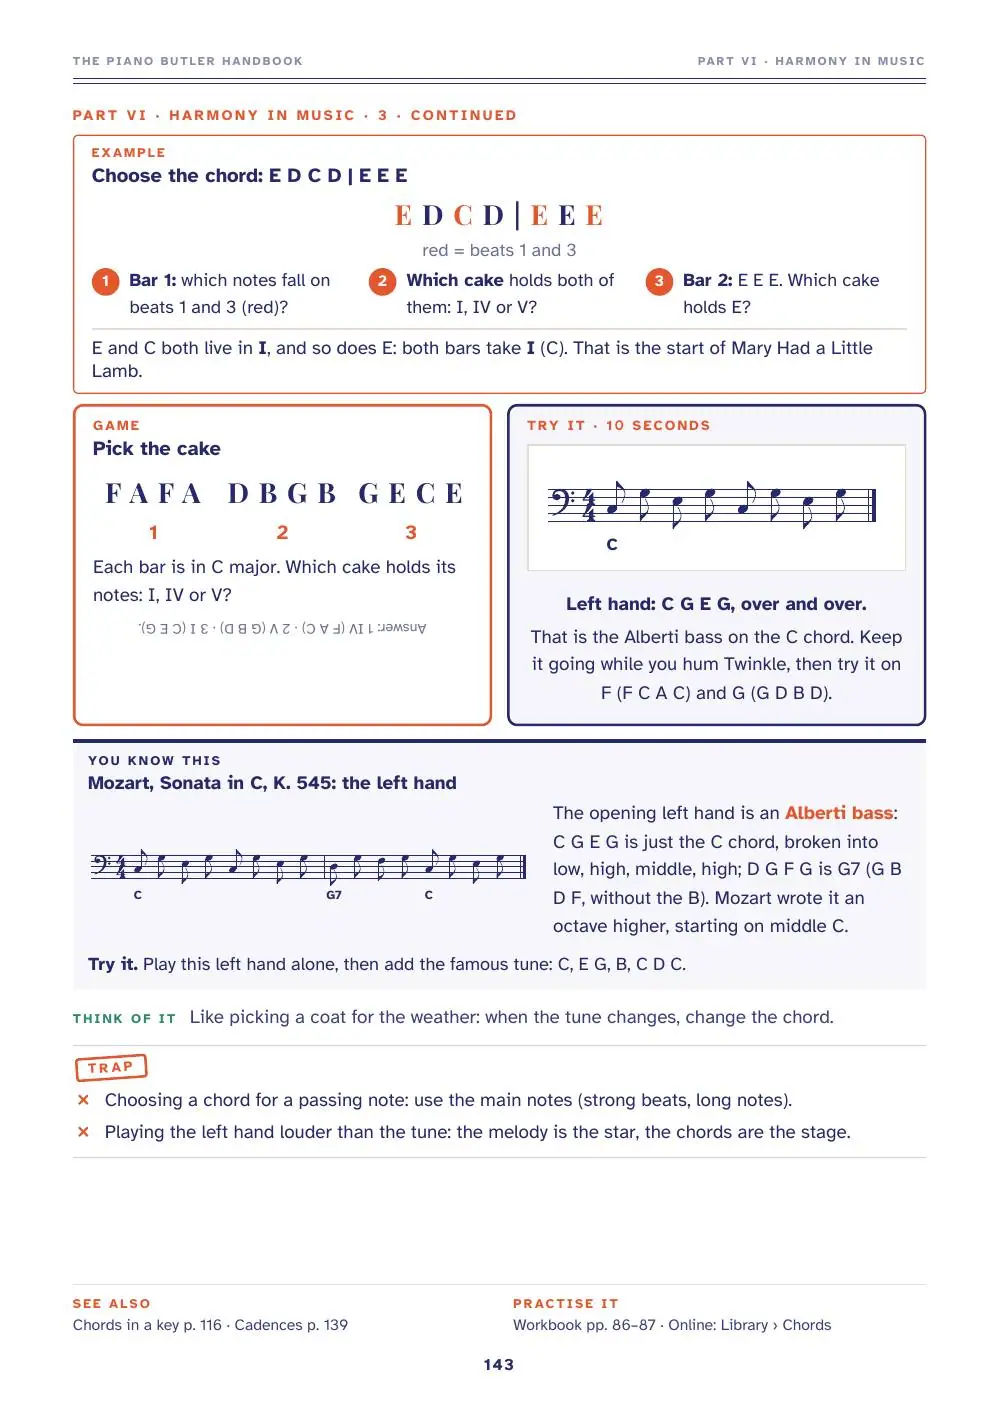 THE PIANO BUTLER HANDBOOK
PART VI · HARMONY IN MUSIC
PART VI · HARMONY IN MUSIC · 3 · CONTINUED
EXAMPLE
Choose the chord: E D C D | E E E
E D C D | E E E
red = beats 1 and 3
1 Bar 1: which notes fall on
beats 1 and 3 (red)?
2 Which cake holds both of
them: I, IV or V?
3 Bar 2: E E E. Which cake
holds E?
E and C both live in I, and so does E: both bars take I (C). That is the start of Mary Had a Little
Lamb.
GAME
Pick the cake
F A F A D B G B G E C E
1 2 3
Each bar is in C major. Which cake holds its
notes: I, IV or V?
Answer: 1 IV (F A C) · 2 V (G B D) · 3 I (C E G).
TRY IT · 10 SECONDS
C
Left hand: C G E G, over and over.
That is the Alberti bass on the C chord. Keep
it going while you hum Twinkle, then try it on
F (F C A C) and G (G D B D).
YOU KNOW THIS
Mozart, Sonata in C, K. 545: the left hand
C G7 C
The opening left hand is an Alberti bass:
C G E G is just the C chord, broken into
low, high, middle, high; D G F G is G7 (G B
D F, without the B). Mozart wrote it an
octave higher, starting on middle C.
Try it. Play this left hand alone, then add the famous tune: C, E G, B, C D C.
THINK OF IT Like picking a coat for the weather: when the tune changes, change the chord.
TRAP
× Choosing a chord for a passing note: use the main notes (strong beats, long notes).
× Playing the left hand louder than the tune: the melody is the star, the chords are the stage.
SEE ALSO
Chords in a key p. 116 · Cadences p. 139
PRACTISE IT
Workbook pp. 86–87 · Online: Library › Chords
143